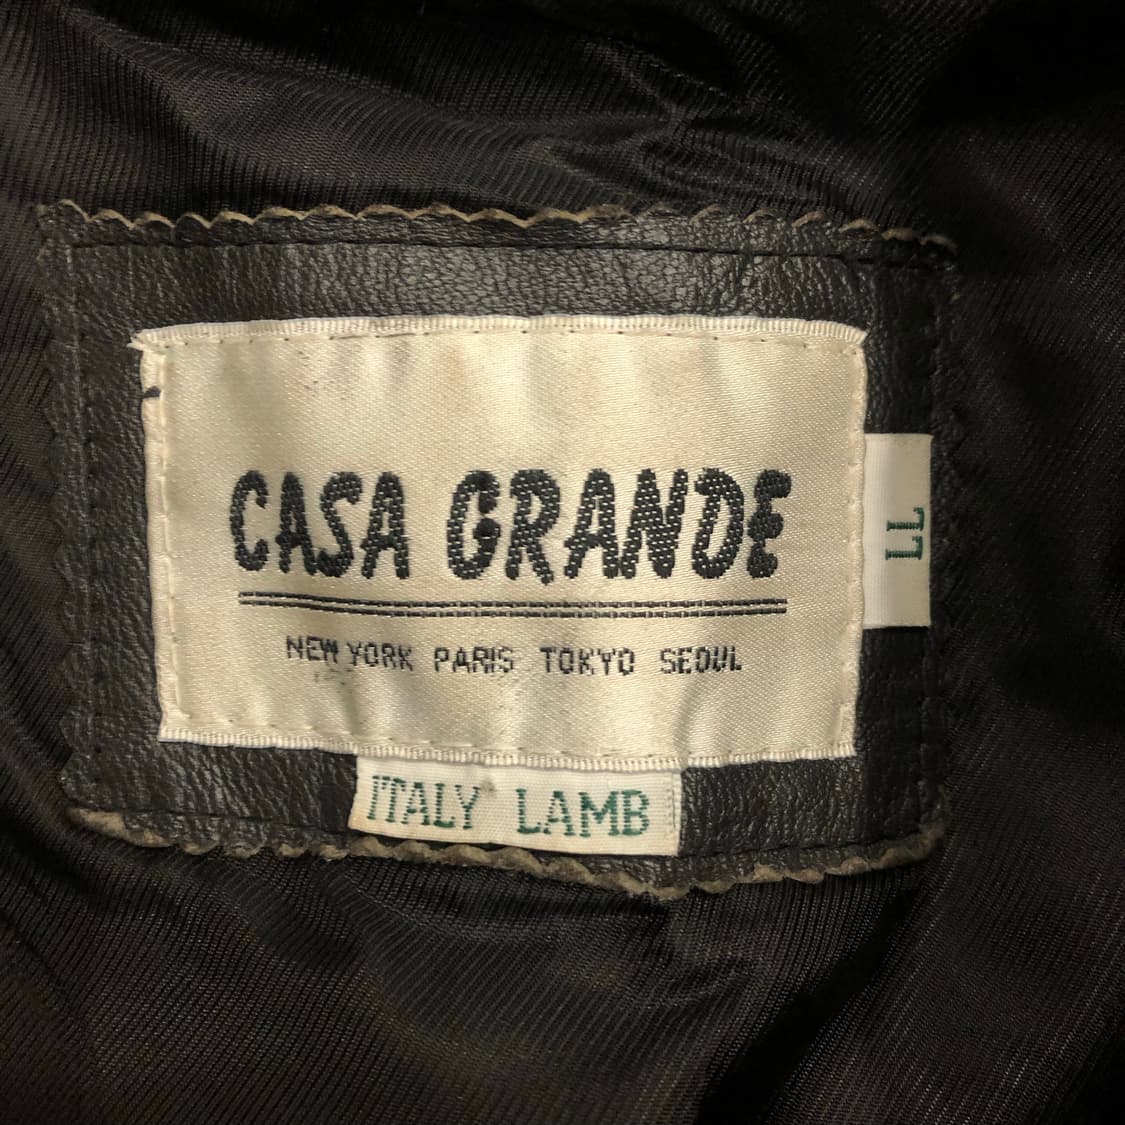 CASA GRANDE
NEW YORK PARIS TOKYO SEOUL
LL
ITALY LAMB